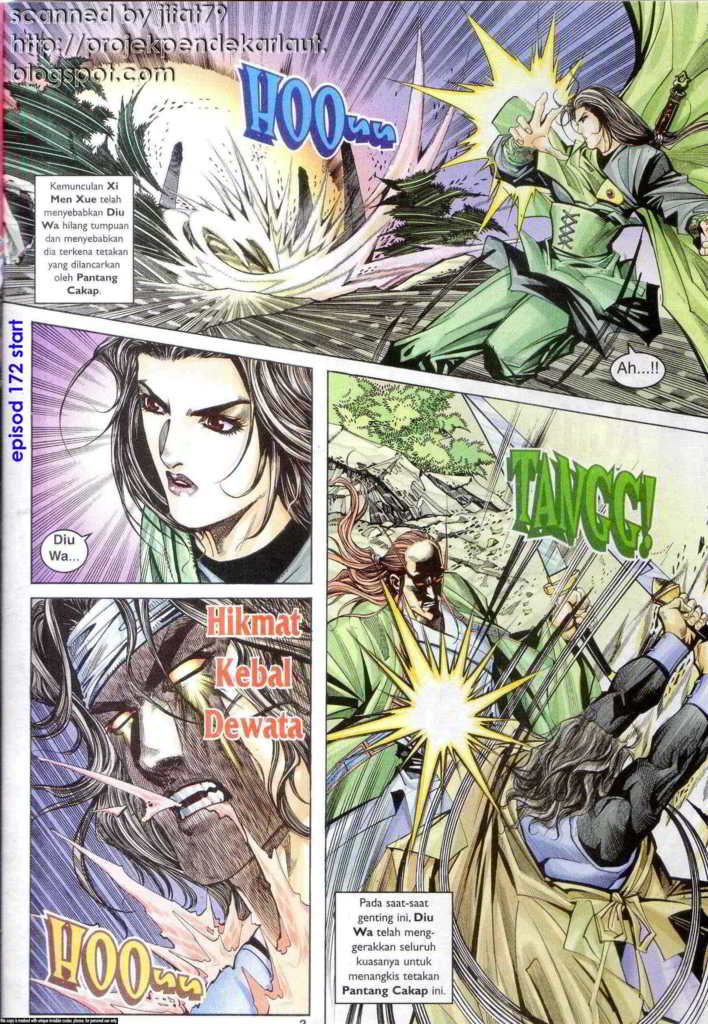 scanned by jfiat79
http://projekpendekarlaut.
blogspot.com
HOOuu
Kemunculan Xi
Men Xue telah
menyebabkan Diu
Wa hilang tumpuan
dan menyebabkan
dia terkena tetakan
yang dilancarkan
oleh Pantang
Cakap.
Ah...!!
episod 172 start
Diu
Wa...
TANGG!
Hikmat
Kebal
Dewata
HOOuu
Pada saat-saat
genting ini, Diu
Wa telah meng-
gerakkan seluruh
kuasanya untuk
menangkis tetakan
Pantang Cakap ini.